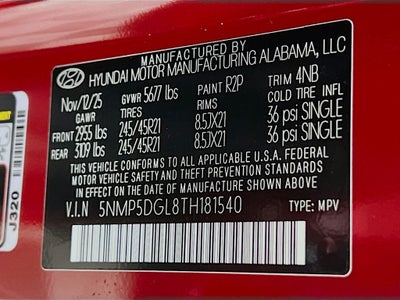 MANUFACTURED BY
HYUNDAI MOTOR MANUFACTURING ALABAMA, LLC
Nov/12/25 GVWR 5677 lbs PAINT R2P TRIM 4NB
GAWR TIRES RIMS COLD TIRE INFL
FRONT 2955 lbs 245/45R21 8.5JX21 36 psi SINGLE
REAR 3109 lbs 245/45R21 8.5JX21 36 psi SINGLE
THIS VEHICLE CONFORMS TO ALL APPLICABLE U.S.A. FEDERAL
MOTOR VEHICLE SAFETY AND THEFT PREVENTION STANDARDS
IN EFFECT ON THE DATE OF MANUFACTURE SHOWN ABOVE
V.I.N 5NMP5DGL8TH181540 TYPE: MPV
J320